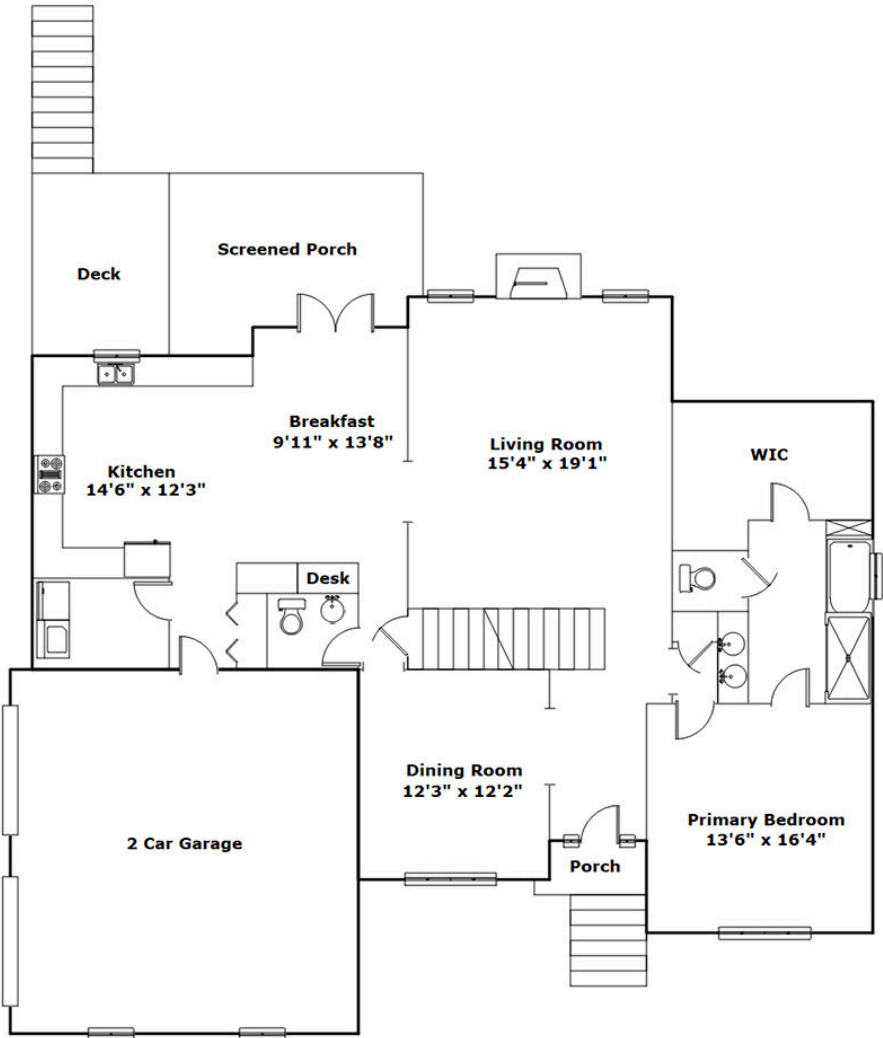 Screened Porch
Deck
Breakfast
9'11" x 13'8"
Living Room
15'4" x 19'1"
WIC
Kitchen
14'6" x 12'3"
Desk
Dining Room
12'3" x 12'2"
Primary Bedroom
13'6" x 16'4"
2 Car Garage
Porch